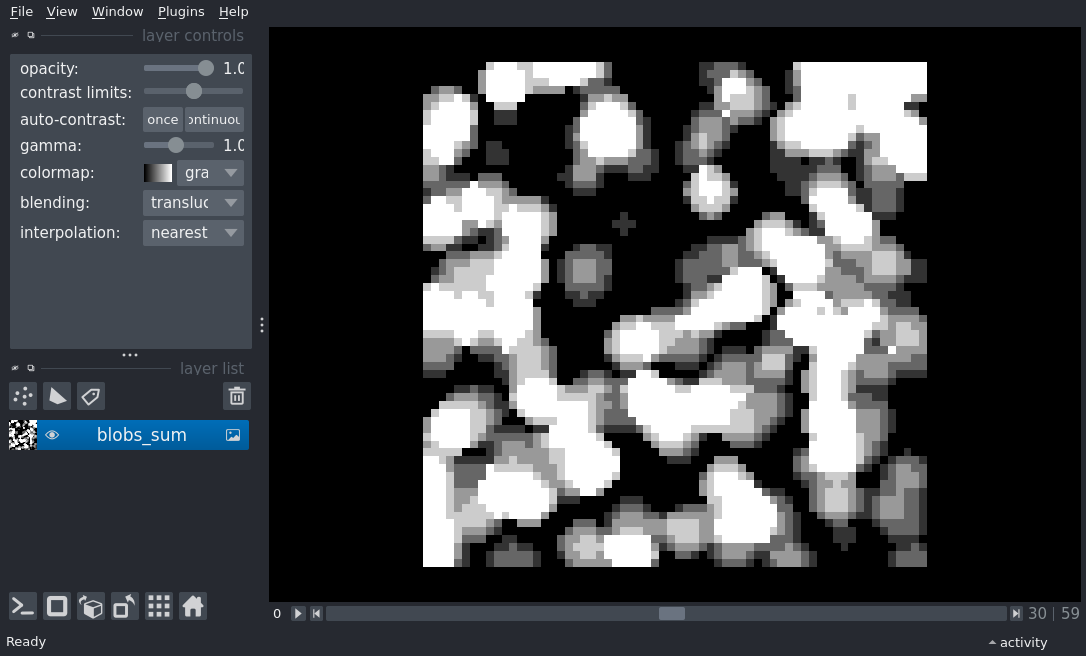 File View Window Plugins Help
layer controls
opacity: 1.0
contrast limits:
auto-contrast: once ontinuou
gamma: 1.0
colormap: gra
blending: transluc
interpolation: nearest
layer list
blobs_sum
0 30 | 59
Ready activity